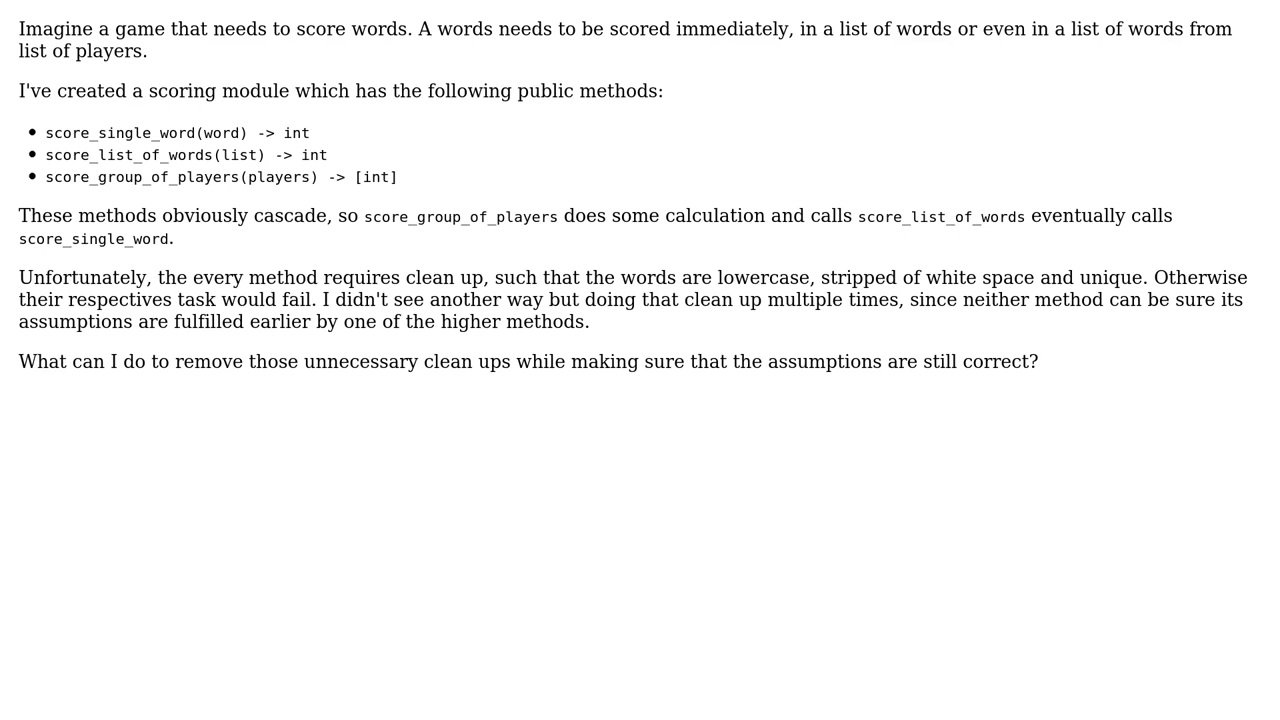 Imagine a game that needs to score words. A words needs to be scored immediately, in a list of words or even in a list of words from
list of players.
I've created a scoring module which has the following public methods:
• score_single_word(word) -> int
• score_list_of_words(list) -> int
• score_group_of_players(players) -> [int]
These methods obviously cascade, so score_group_of_players does some calculation and calls score_list_of_words eventually calls
score_single_word.
Unfortunately, the every method requires clean up, such that the words are lowercase, stripped of white space and unique. Otherwise
their respectives task would fail. I didn't see another way but doing that clean up multiple times, since neither method can be sure its
assumptions are fulfilled earlier by one of the higher methods.
What can I do to remove those unnecessary clean ups while making sure that the assumptions are still correct?